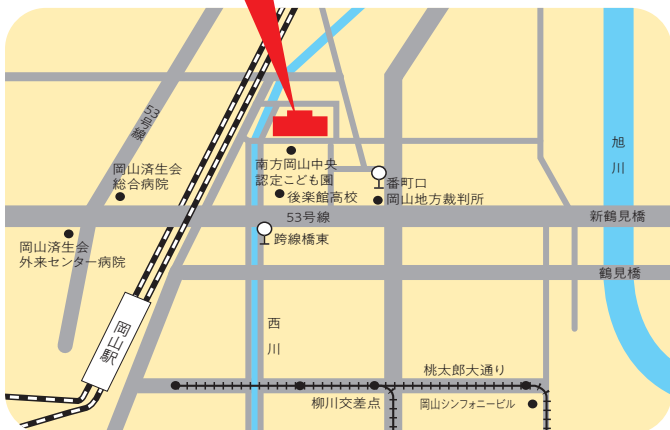 53号線
岡山済生会
総合病院
南方岡山中央
認定こども園
後楽館高校
番町口
岡山地方裁判所
旭川
53号線
新鶴見橋
跨線橋東
岡山済生会
外来センター病院
鶴見橋
岡山駅
西川
桃太郎大通り
柳川交差点
岡山シンフォニービル